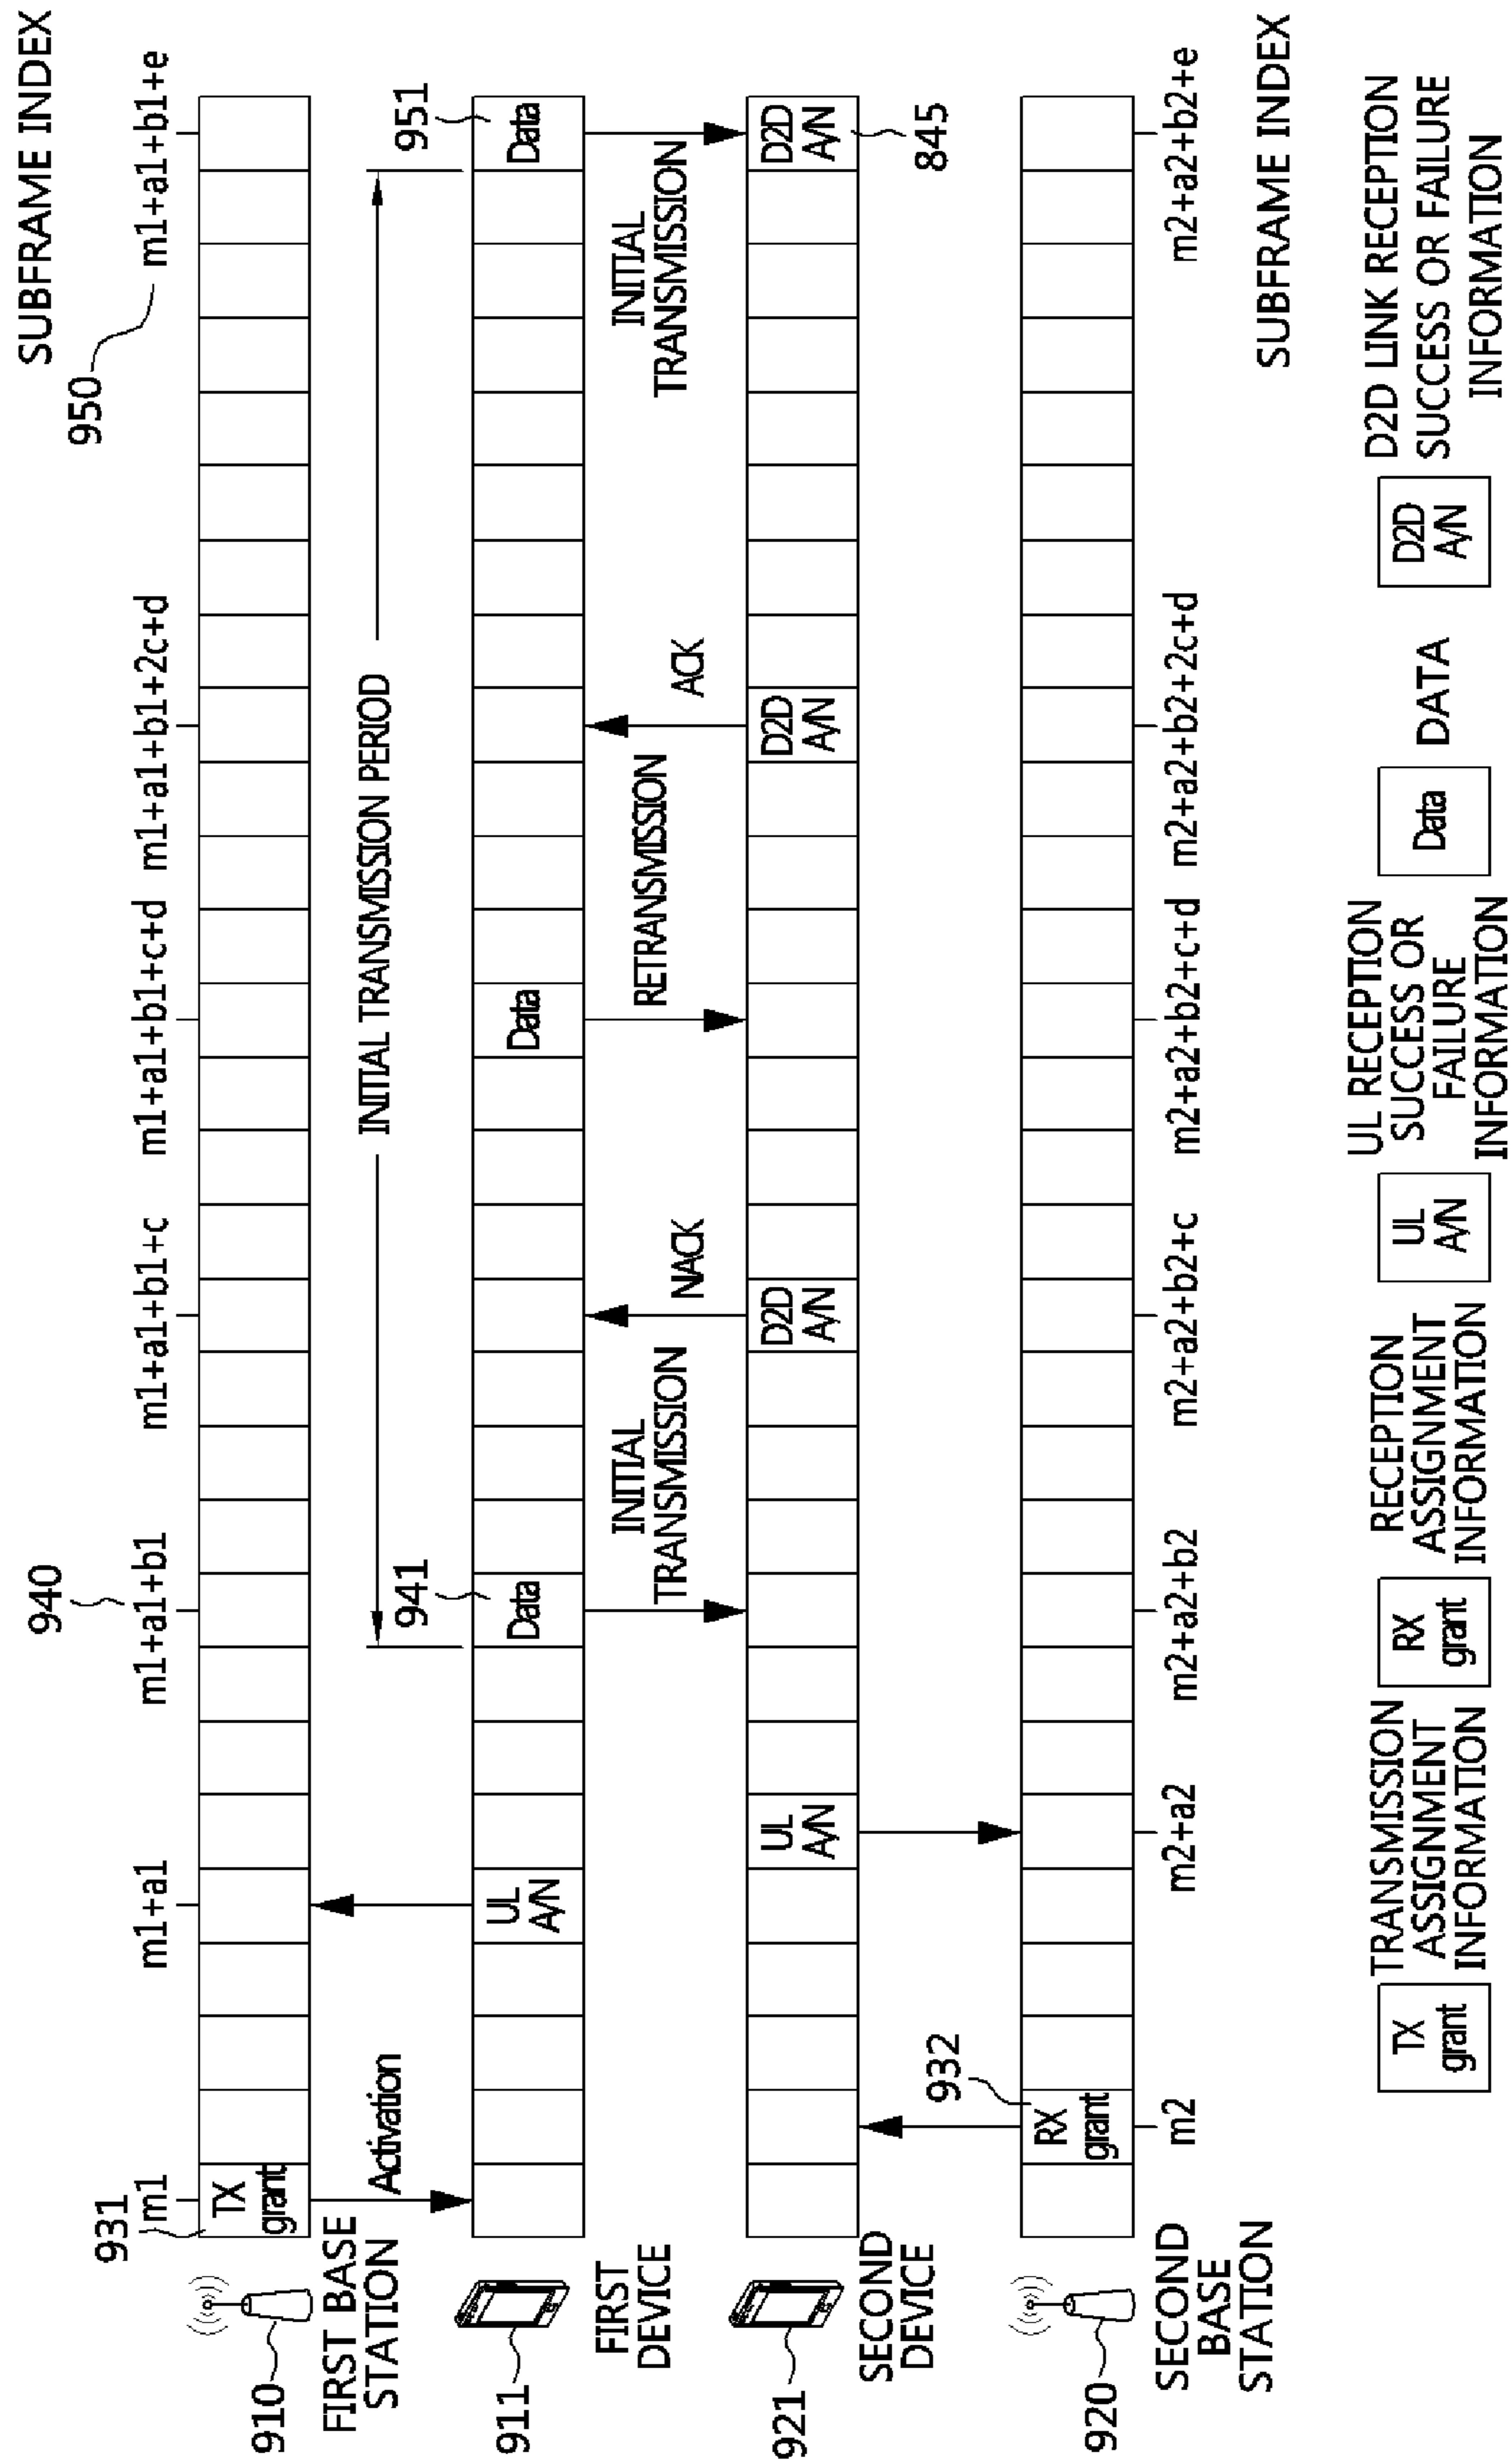 SUBFRAME INDEX
931
m1
m1+a1
940
m1+a1+b1
m1+a1+b1+c
m1+a1+b1+c+d
m1+a1+b1+2c+d
950
m1+a1+b1+e
910
FIRST BASE
STATION
TX
grant
Activation
INITIAL TRANSMISSION PERIOD
911
FIRST
DEVICE
UL
A/N
941
Data
Data
951
Data
INITIAL
TRANSMISSION
NACK
RETRANSMISSION
ACK
INITIAL
TRANSMISSION
921
SECOND
DEVICE
UL
A/N
D2D
A/N
D2D
A/N
D2D
A/N
845
932
920
SECOND
BASE
STATION
RX
grant
m2
m2+a2
m2+a2+b2
m2+a2+b2+c
m2+a2+b2+c+d
m2+a2+b2+2c+d
m2+a2+b2+e
SUBFRAME INDEX
TX
grant
TRANSMISSION
ASSIGNMENT
INFORMATION
RX
grant
RECEPTION
ASSIGNMENT
INFORMATION
UL
A/N
UL RECEPTION
SUCCESS OR
FAILURE
INFORMATION
Data
DATA
D2D
A/N
D2D LINK RECEPTION
SUCCESS OR FAILURE
INFORMATION